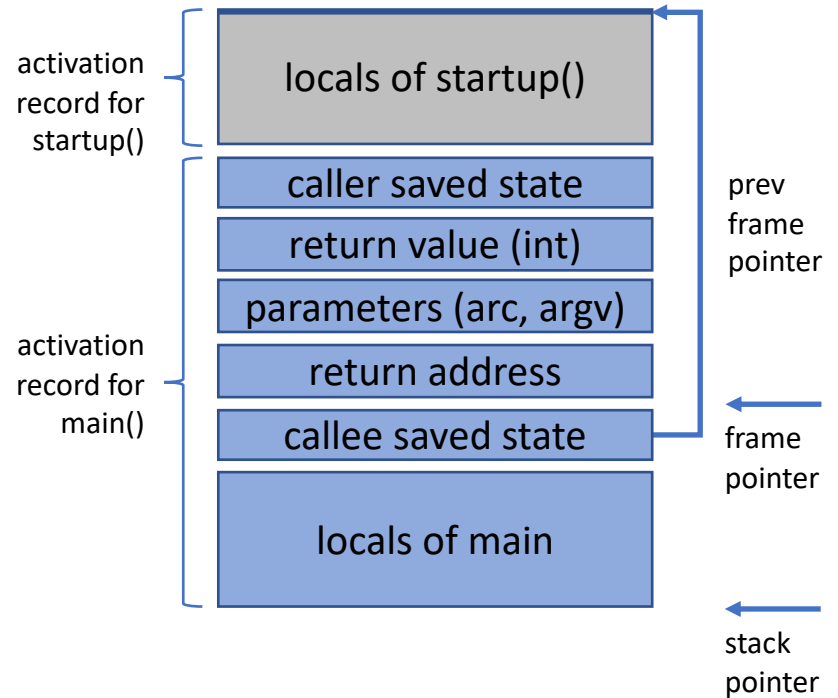 activation
record for
startup()
locals of startup()
caller saved state
return value (int)
parameters (arc, argv)
return address
callee saved state
locals of main
activation
record for
main()
prev
frame
pointer
frame
pointer
stack
pointer